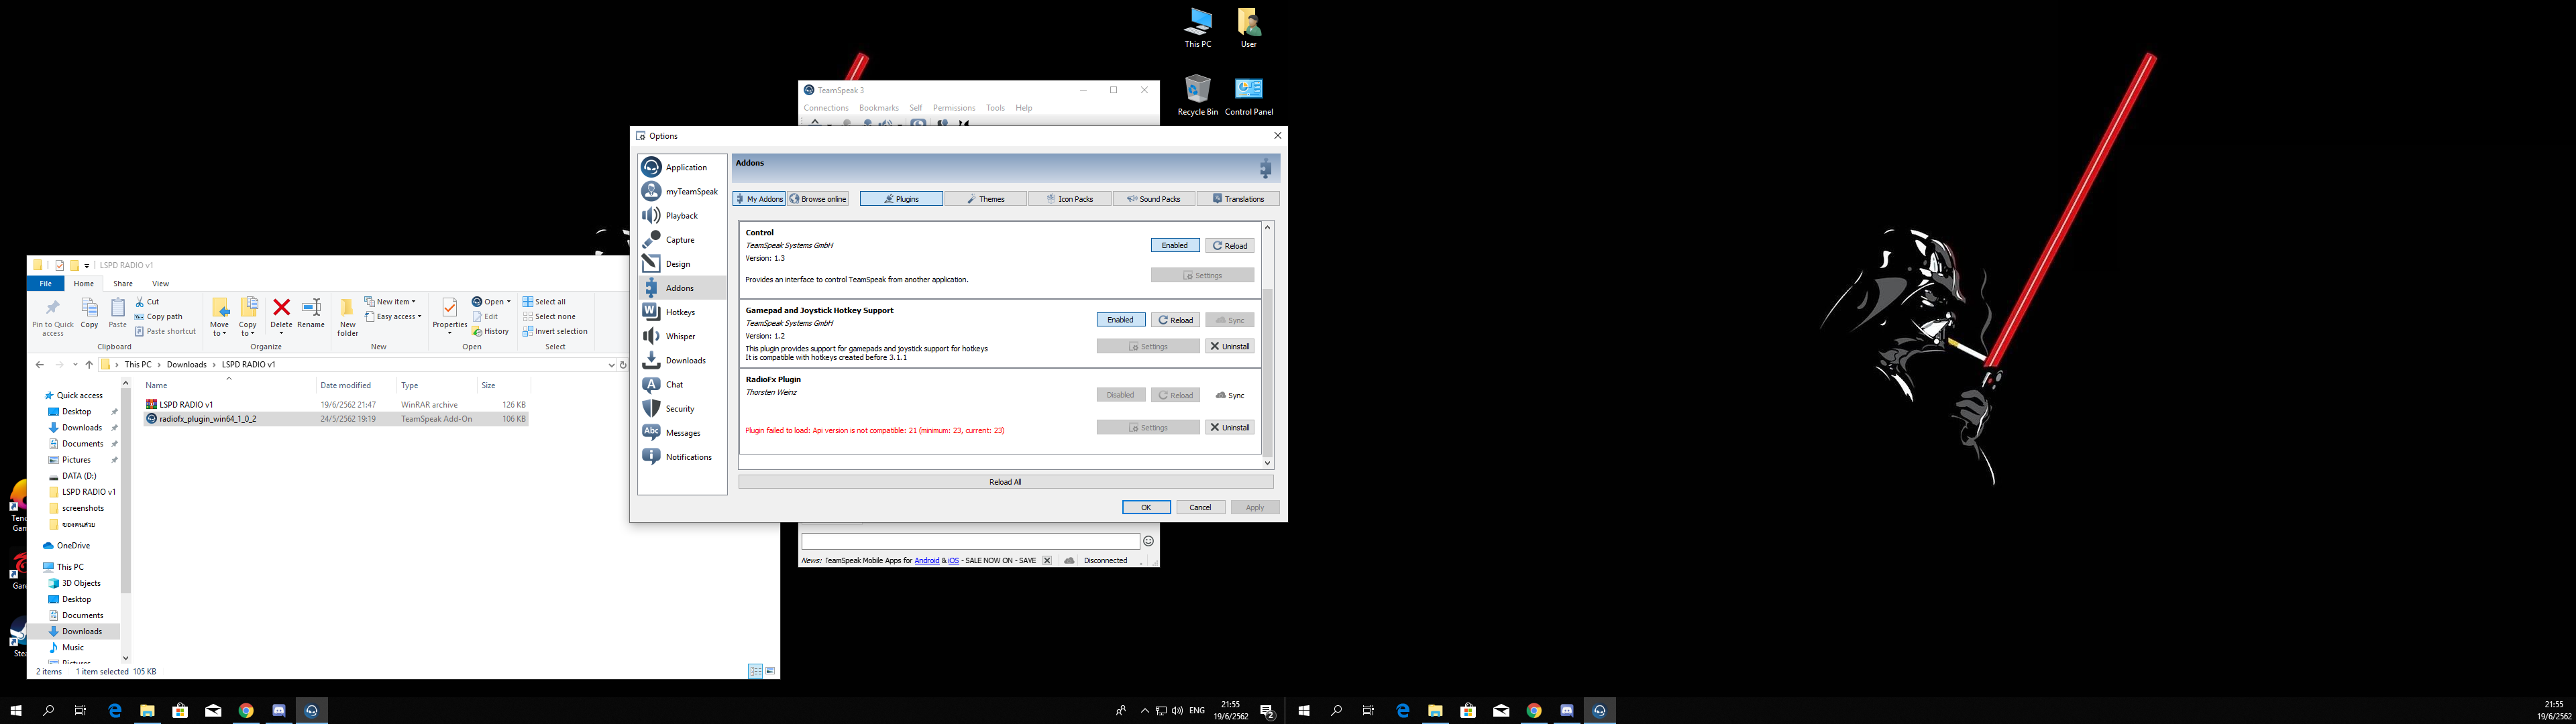 This PC
User
Recycle Bin
Control Panel
TeamSpeak 3
Connections Bookmarks Self Permissions Tools Help
Options
Application
myTeamSpeak
Playback
Capture
Design
Addons
Hotkeys
Whisper
Downloads
Chat
Security
Messages
Notifications
Addons
My Addons Browse online Plugins Themes Icon Packs Sound Packs Translations
Control
TeamSpeak Systems GmbH
Version: 1.3
Provides an interface to control TeamSpeak from another application.
Enabled Reload
Settings
Gamepad and Joystick Hotkey Support
TeamSpeak Systems GmbH
Version: 1.2
This plugin provides support for gamepads and joystick support for hotkeys
It is compatible with hotkeys created before 3.1.1
Enabled Reload Sync
Settings Uninstall
RadioFx Plugin
Thorsten Weinz
Disabled Reload Sync
Plugin failed to load: Api version is not compatible: 21 (minimum: 23, current: 23)
Settings Uninstall
Reload All
OK Cancel Apply
News: TeamSpeak Mobile Apps for Android & iOS - SALE NOW ON - SAVE
Disconnected
LSPD RADIO v1
File Home Share View
Pin to Quick access
Copy
Paste
Cut
Copy path
Paste shortcut
Clipboard
Move to
Copy to
Delete
Rename
Organize
New folder
New item
Easy access
New
Properties
Open
Edit
History
Open
Select all
Select none
Invert selection
Select
This PC > Downloads > LSPD RADIO v1
Name Date modified Type Size
LSPD RADIO v1 19/6/2562 21:47 WinRAR archive 126 KB
radiofx_plugin_win64_1_0_2 24/5/2562 19:19 TeamSpeak Add-On 106 KB
Quick access
Desktop
Downloads
Documents
Pictures
DATA (D:)
LSPD RADIO v1
screenshots
ของคนสวย
OneDrive
This PC
3D Objects
Desktop
Documents
Downloads
Music
Pictures
2 items 1 item selected 105 KB
ENG
21:55
19/6/2562
2
21:55
19/6/2562